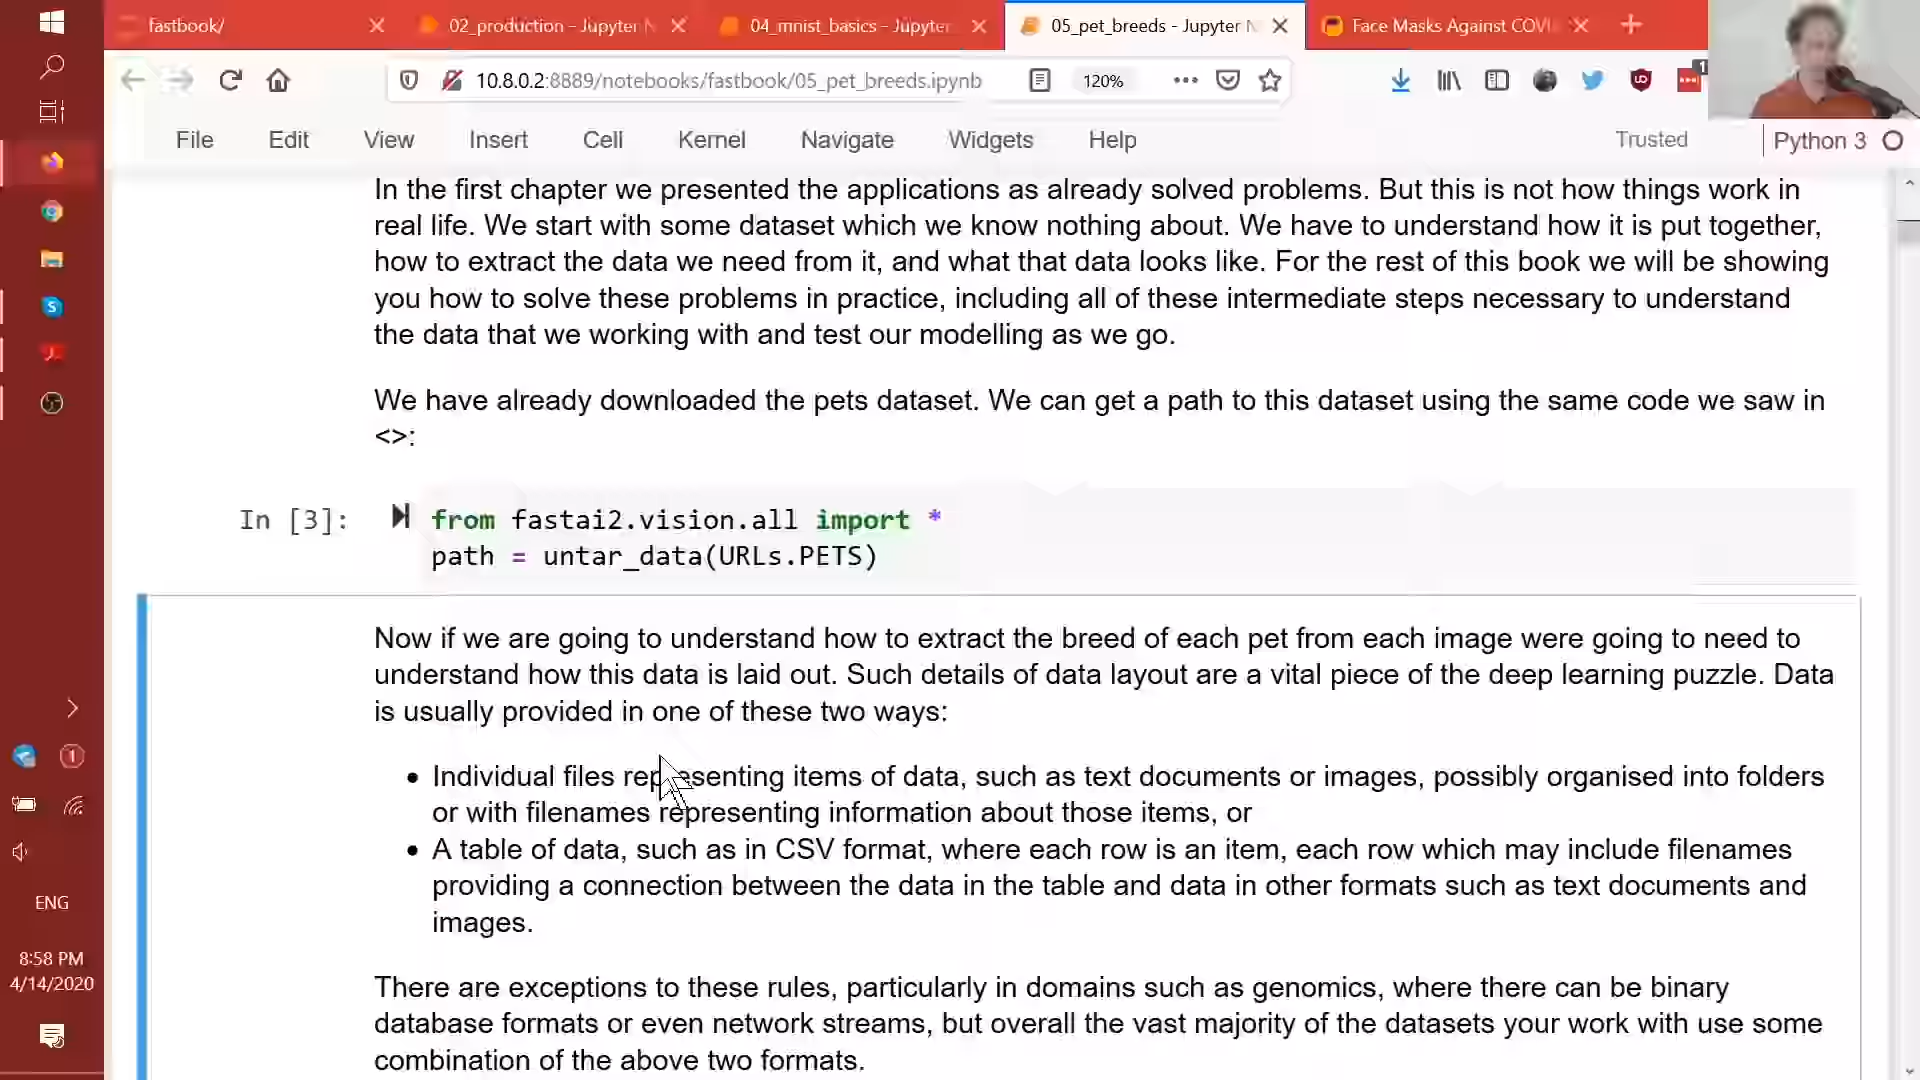 fastbook/
02_production - Jupyter N
04_mnist_basics - Jupyter
05_pet_breeds - Jupyter N
Face Masks Against COVI
10.8.0.2:8889/notebooks/fastbook/05_pet_breeds.ipynb
120%
1
File Edit View Insert Cell Kernel Navigate Widgets Help
Trusted
Python 3
In the first chapter we presented the applications as already solved problems. But this is not how things work in
real life. We start with some dataset which we know nothing about. We have to understand how it is put together,
how to extract the data we need from it, and what that data looks like. For the rest of this book we will be showing
you how to solve these problems in practice, including all of these intermediate steps necessary to understand
the data that we working with and test our modelling as we go.
We have already downloaded the pets dataset. We can get a path to this dataset using the same code we saw in
<>:
In [3]:
from fastai2.vision.all import *
path = untar_data(URLs.PETS)
Now if we are going to understand how to extract the breed of each pet from each image were going to need to
understand how this data is laid out. Such details of data layout are a vital piece of the deep learning puzzle. Data
is usually provided in one of these two ways:
• Individual files representing items of data, such as text documents or images, possibly organised into folders
or with filenames representing information about those items, or
• A table of data, such as in CSV format, where each row is an item, each row which may include filenames
providing a connection between the data in the table and data in other formats such as text documents and
images.
There are exceptions to these rules, particularly in domains such as genomics, where there can be binary
database formats or even network streams, but overall the vast majority of the datasets your work with use some
combination of the above two formats.
ENG
8:58 PM
4/14/2020